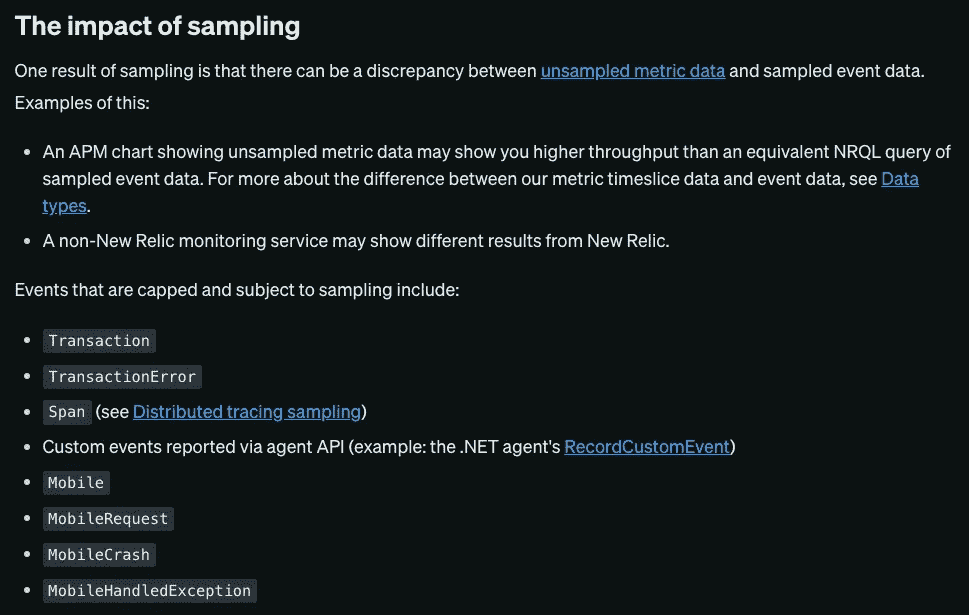 The impact of sampling
One result of sampling is that there can be a discrepancy between unsampled metric data and sampled event data.
Examples of this:
• An APM chart showing unsampled metric data may show you higher throughput than an equivalent NRQL query of
sampled event data. For more about the difference between our metric timeslice data and event data, see Data
types.
• A non-New Relic monitoring service may show different results from New Relic.
Events that are capped and subject to sampling include:
• Transaction
• TransactionError
• Span (see Distributed tracing sampling)
• Custom events reported via agent API (example: the .NET agent's RecordCustomEvent)
• Mobile
• MobileRequest
• MobileCrash
• MobileHandledException